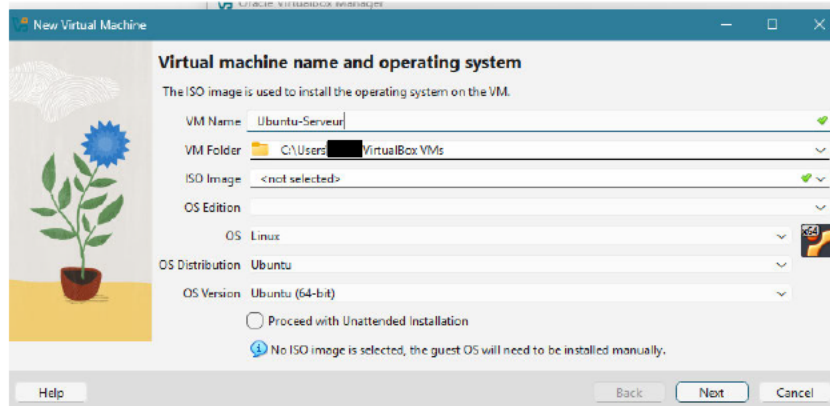 Oracle VirtualBox Manager
New Virtual Machine
Virtual machine name and operating system
The ISO image is used to install the operating system on the VM.
VM Name Ubuntu-Serveur
VM Folder C:\Users VirtualBox VMs
ISO Image <not selected>
OS Edition
OS Linux
x64
OS Distribution Ubuntu
OS Version Ubuntu (64-bit)
Proceed with Unattended Installation
No ISO image is selected, the guest OS will need to be installed manually.
Help Back Next Cancel